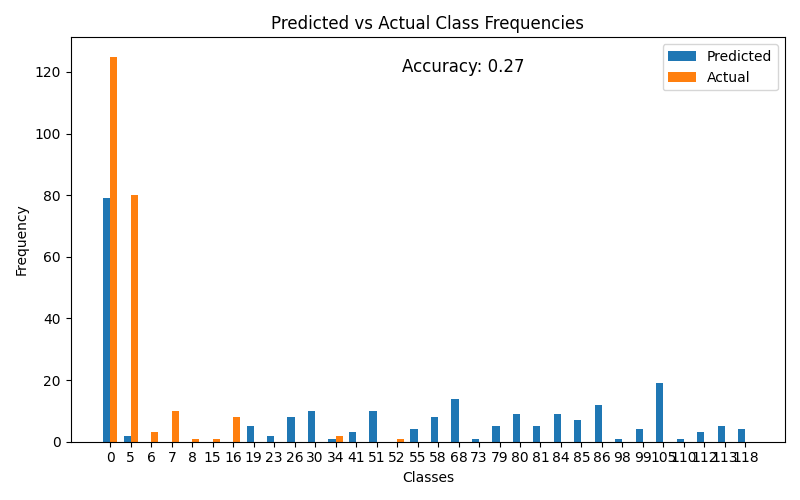 Predicted vs Actual Class Frequencies
Accuracy: 0.27
Predicted
Actual
Frequency
120
100
80
60
40
20
0
0 5 6 7 8 15 16 19 23 26 30 34 41 51 52 55 58 68 73 79 80 81 84 85 86 98 99 105 110 112 113 118
Classes